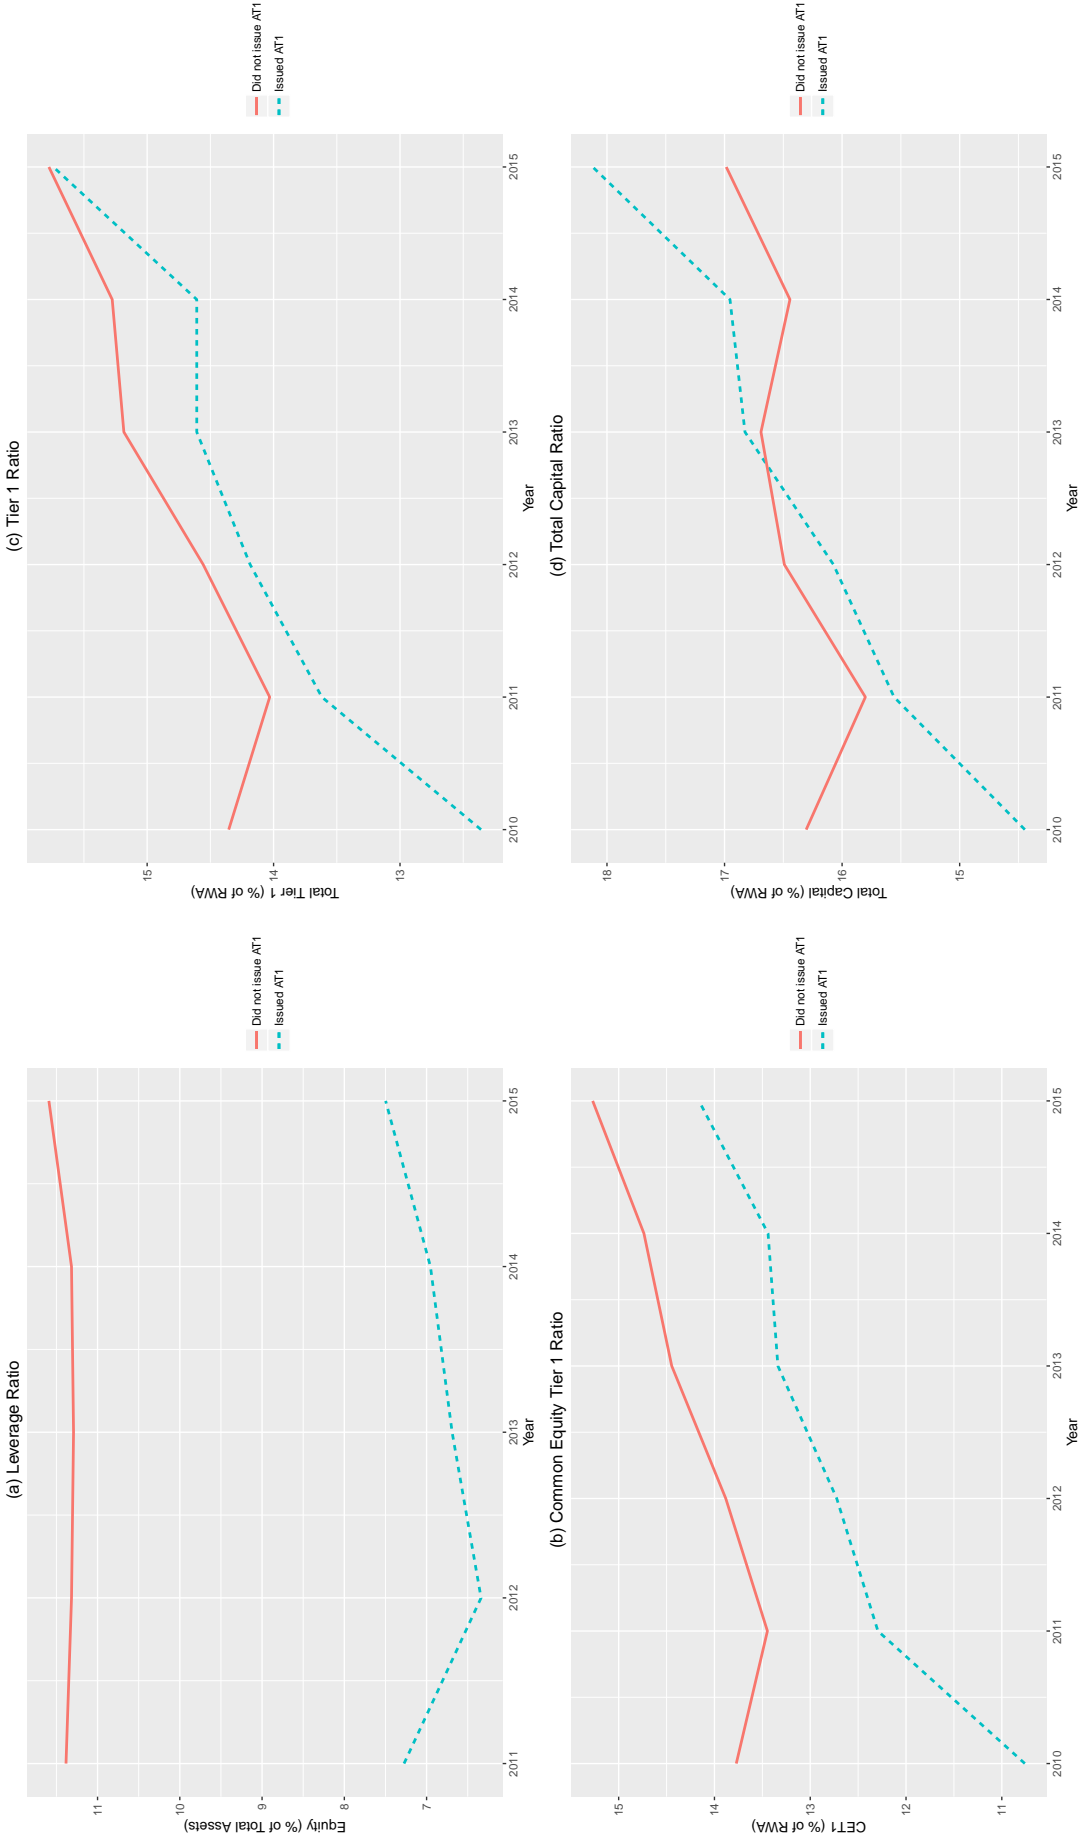 (a) Leverage Ratio
Equity (% of Total Assets)
11
10
9
8
7
2011
2012
2013
2014
2015
Year
Did not issue AT1
Issued AT1
(c) Tier 1 Ratio
Total Tier 1 (% of RWA)
15
14
13
2010
2011
2012
2013
2014
2015
Year
Did not issue AT1
Issued AT1
(b) Common Equity Tier 1 Ratio
CET1 (% of RWA)
15
14
13
12
11
2010
2011
2012
2013
2014
2015
Year
Did not issue AT1
Issued AT1
(d) Total Capital Ratio
Total Capital (% of RWA)
18
17
16
15
2010
2011
2012
2013
2014
2015
Year
Did not issue AT1
Issued AT1